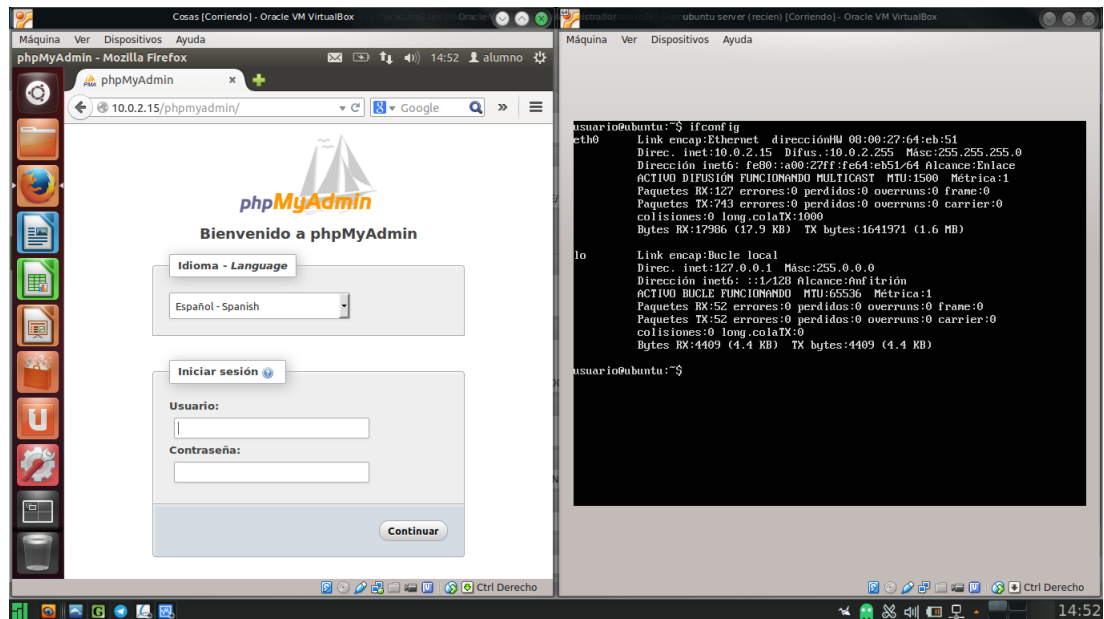 Cosas [Corriendo] - Oracle VM VirtualBox
Máquina Ver Dispositivos Ayuda
phpMyAdmin - Mozilla Firefox
14:52 alumno
phpMyAdmin
10.0.2.15/phpmyadmin/
Google
phpMyAdmin
Bienvenido a phpMyAdmin
Idioma - Language
Español - Spanish
Iniciar sesión
Usuario:
Contraseña:
Continuar
Ctrl Derecho
ubuntu server (recien) [Corriendo] - Oracle VM VirtualBox
Máquina Ver Dispositivos Ayuda
usuario@ubuntu:~$ ifconfig
eth0 Link encap:Ethernet direcciónHW 08:00:27:64:eb:51
Direc. inet:10.0.2.15 Difus.:10.0.2.255 Másc:255.255.255.0
Dirección inet6: fe80::a00:27ff:fe64:eb51/64 Alcance:Enlace
ACTIVO DIFUSIÓN FUNCIONANDO MULTICAST MTU:1500 Métrica:1
Paquetes RX:127 errores:0 perdidos:0 overruns:0 frame:0
Paquetes TX:743 errores:0 perdidos:0 overruns:0 carrier:0
colisiones:0 long.colaTX:1000
Bytes RX:17986 (17.9 KB) TX bytes:1641971 (1.6 MB)
lo Link encap:Bucle local
Direc. inet:127.0.0.1 Másc:255.0.0.0
Dirección inet6: ::1/128 Alcance:Anfitrión
ACTIVO BUCLE FUNCIONANDO MTU:65536 Métrica:1
Paquetes RX:52 errores:0 perdidos:0 overruns:0 frame:0
Paquetes TX:52 errores:0 perdidos:0 overruns:0 carrier:0
colisiones:0 long.colaTX:0
Bytes RX:4409 (4.4 KB) TX bytes:4409 (4.4 KB)
usuario@ubuntu:~$
Ctrl Derecho
14:52